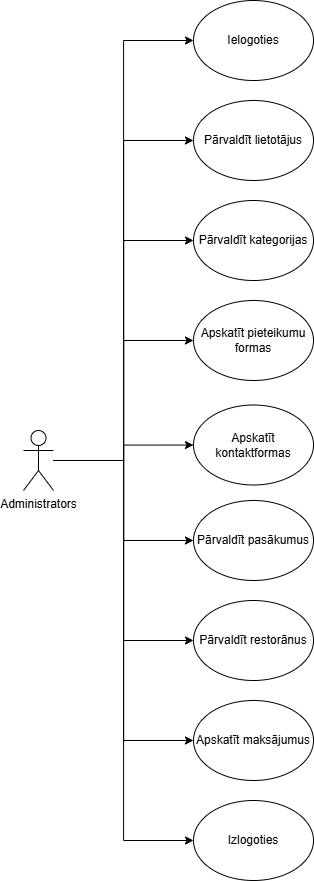 Ielogoties
Pārvaldīt lietotājus
Pārvaldīt kategorijas
Apskatīt pieteikumu
formas
Apskatīt
kontaktformas
Administrators
Pārvaldīt pasākumus
Pārvaldīt restorānus
Apskatīt maksājumus
Izlogoties